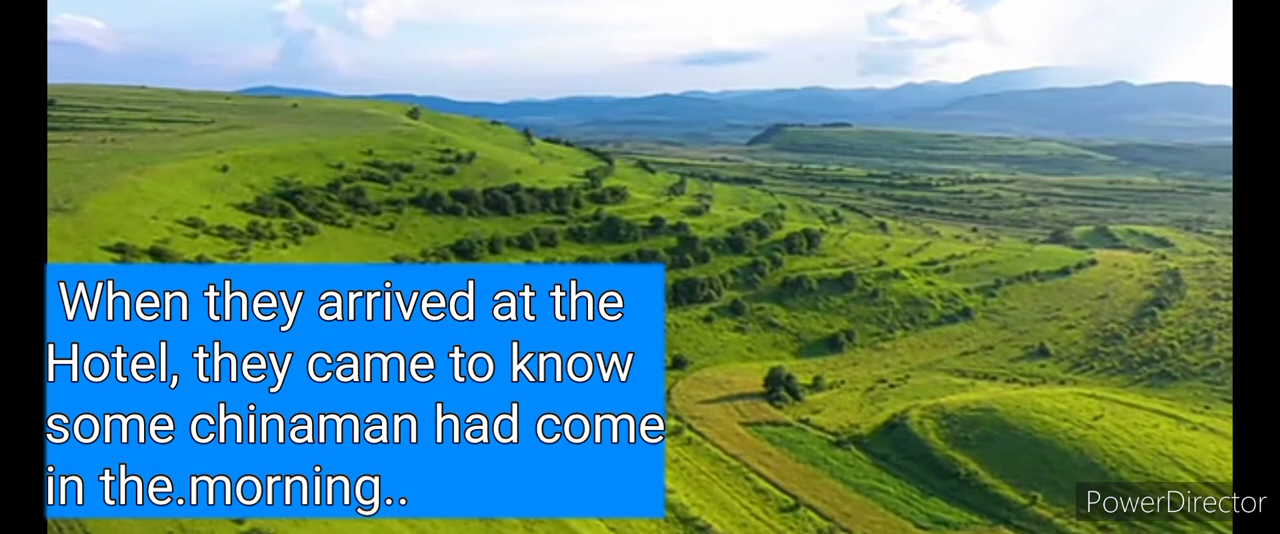 When they arrived at the
Hotel, they came to know
some chinaman had come
in the.morning..
PowerDirector